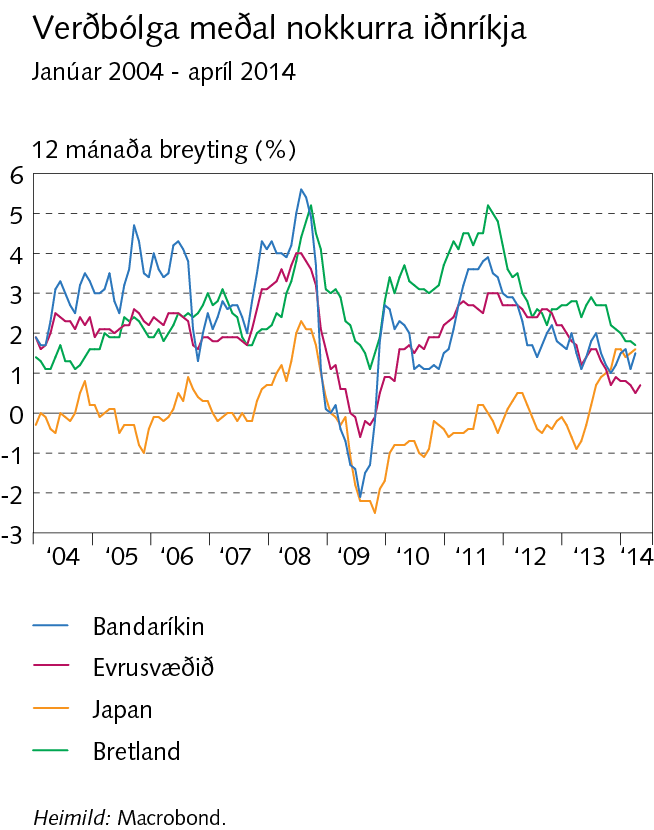 Verðbólga meðal nokkurra iðnríkja
Janúar 2004 - apríl 2014
12 mánaða breyting (%)
6
5
4
3
2
1
0
-1
-2
-3
‘04 ‘05 ‘06 ‘07 ‘08 ‘09 ‘10 ‘11 ‘12 ‘13 ‘14
Bandaríkin
Evrusvæðið
Japan
Bretland
Heimild: Macrobond.